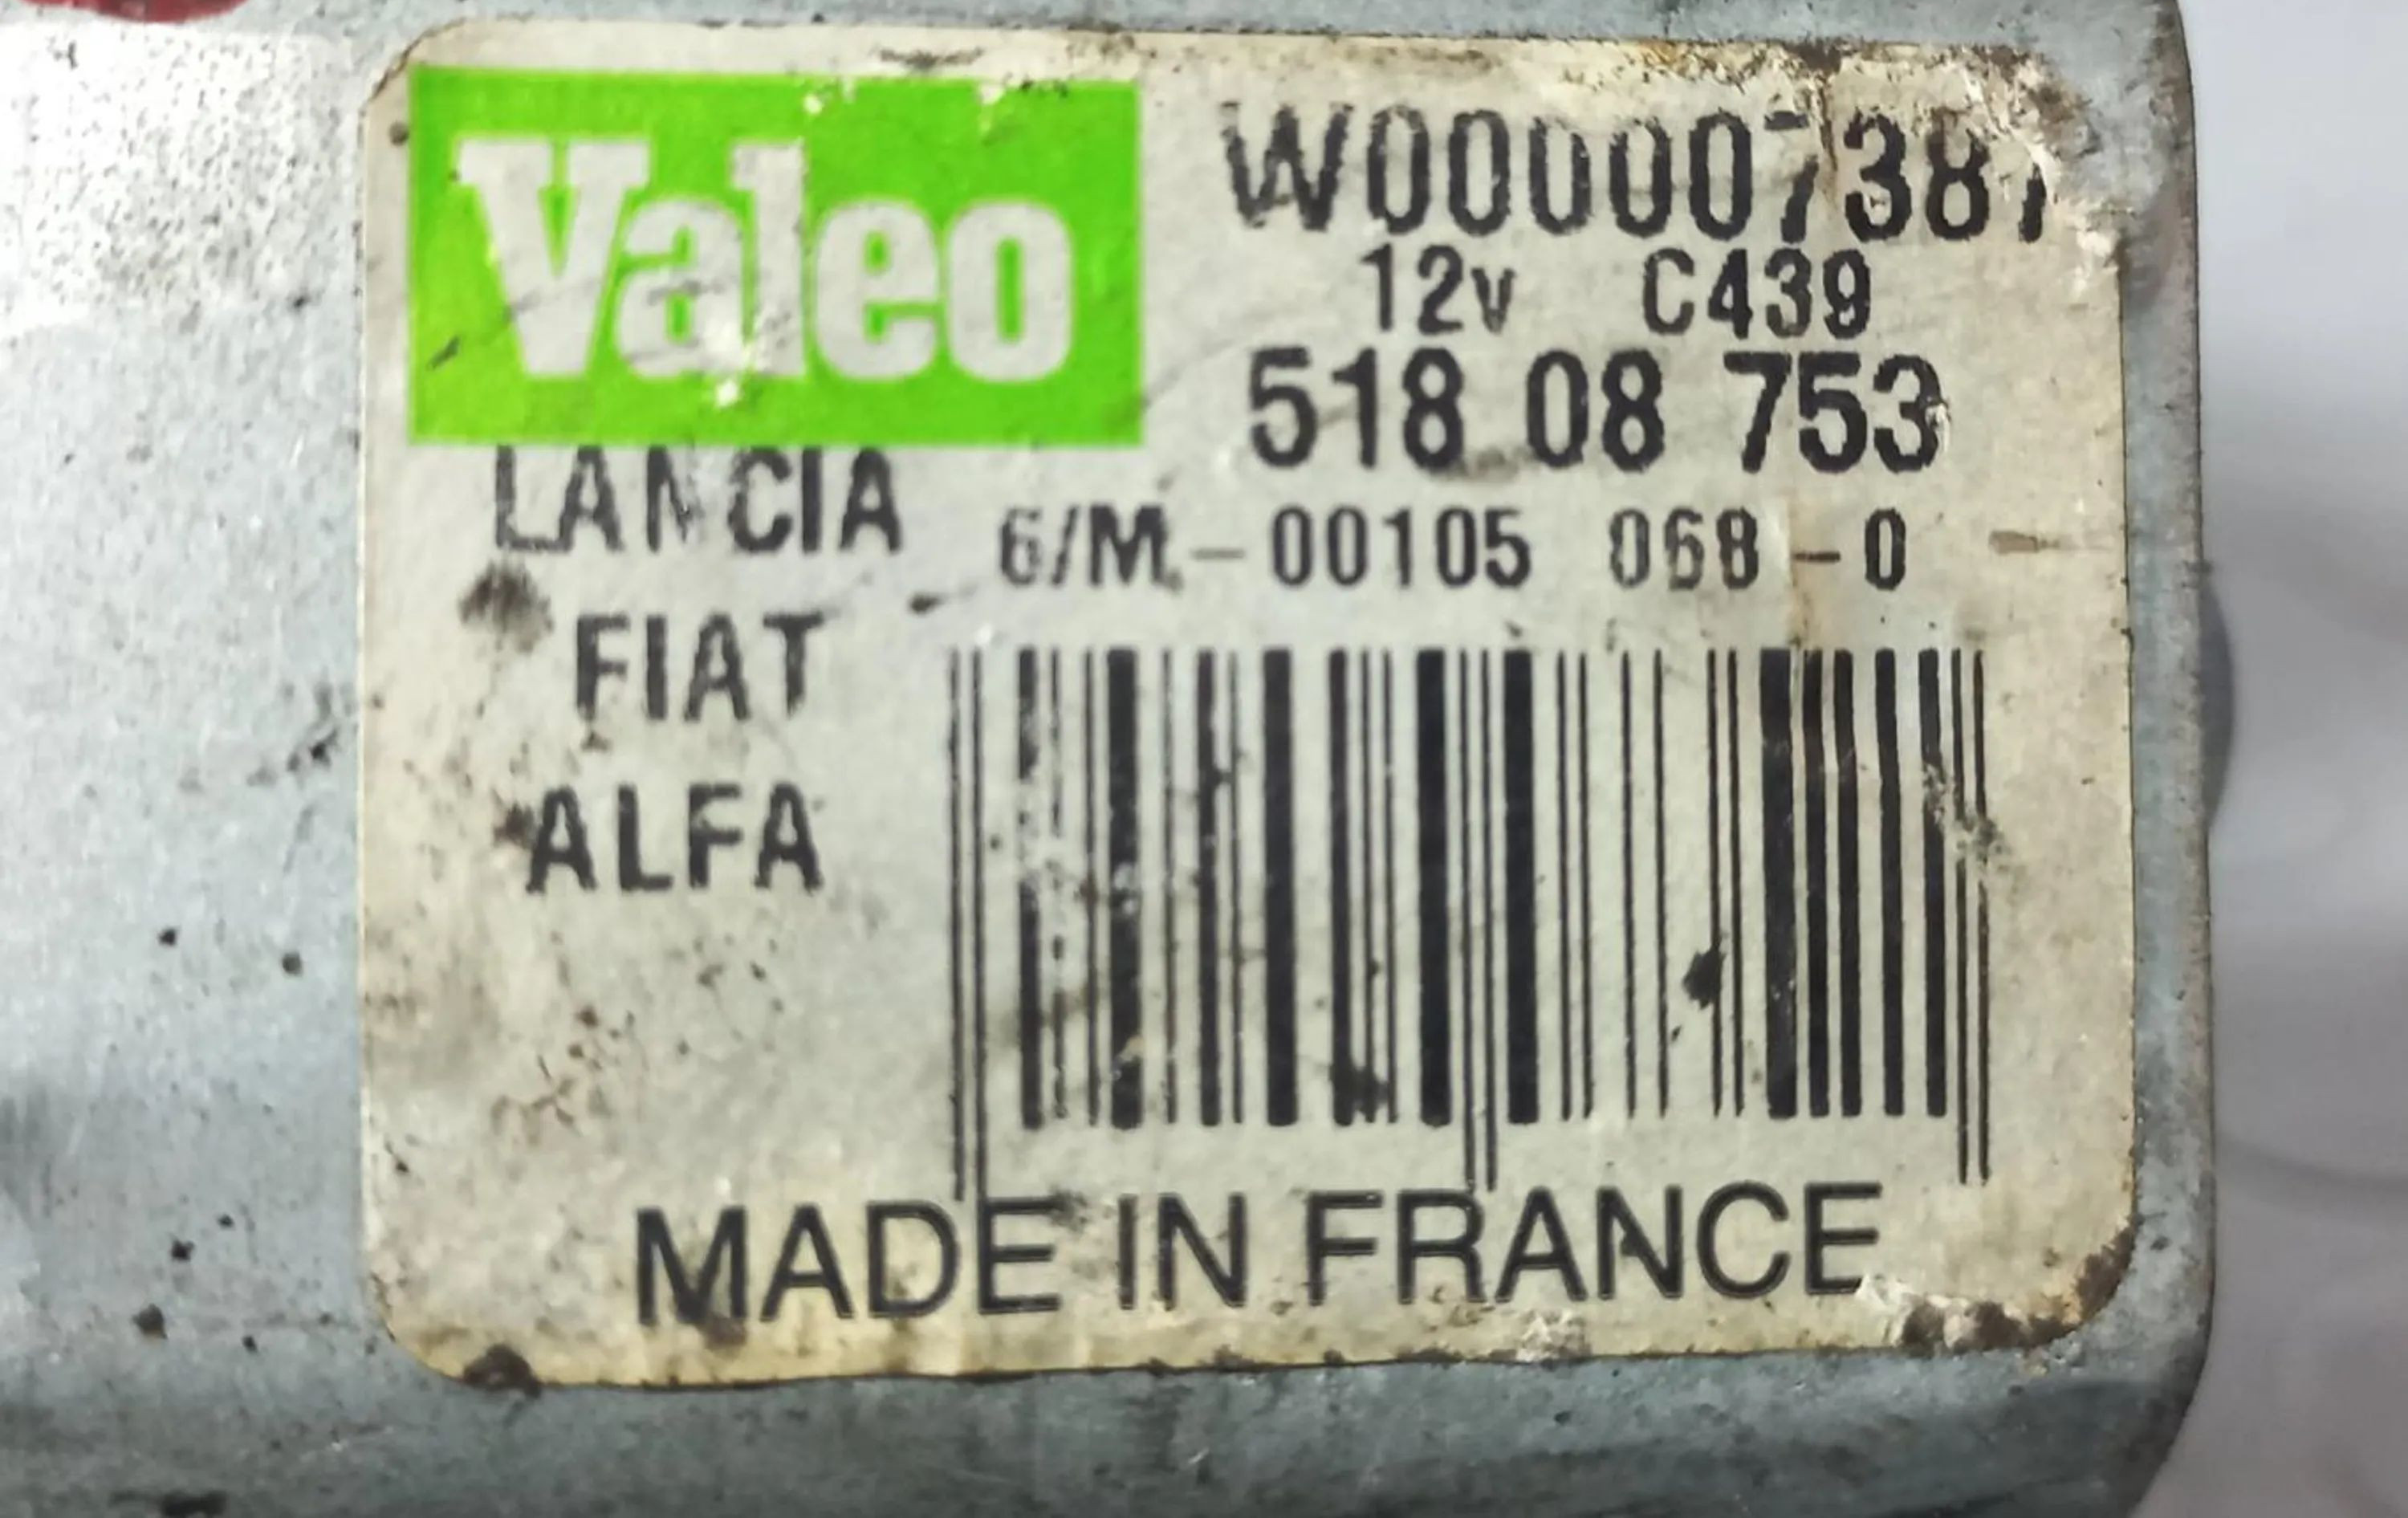 Valeo
W000007387
12v C439
518 08 753
LANCIA
6/M.-00105 068-0
FIAT
ALFA
MADE IN FRANCE